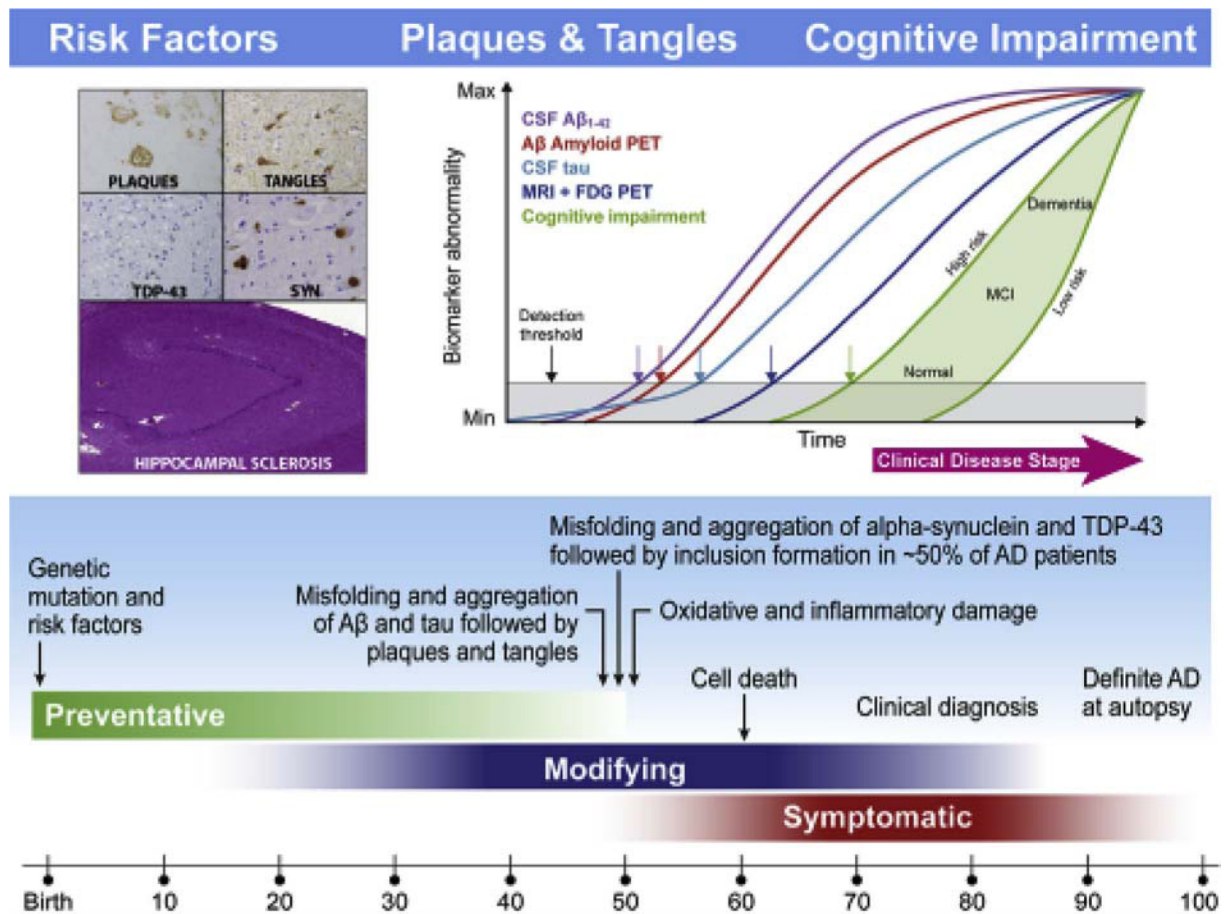 Risk Factors
Plaques & Tangles
Cognitive Impairment
PLAQUES
TANGLES
TDP-43
SYN
HIPPOCAMPAL SCLEROSIS
Max
Biomarker abnormality
Min
CSF Aβ₁₋₄₂
Aβ Amyloid PET
CSF tau
MRI + FDG PET
Cognitive impairment
Detection
threshold
High risk
Dementia
MCI
Low risk
Normal
Time
Clinical Disease Stage
Misfolding and aggregation of alpha-synuclein and TDP-43
followed by inclusion formation in ~50% of AD patients
Genetic
mutation and
risk factors
Misfolding and aggregation
of Aβ and tau followed by
plaques and tangles
Oxidative and inflammatory damage
Cell death
Clinical diagnosis
Definite AD
at autopsy
Preventative
Modifying
Symptomatic
Birth 10 20 30 40 50 60 70 80 90 100